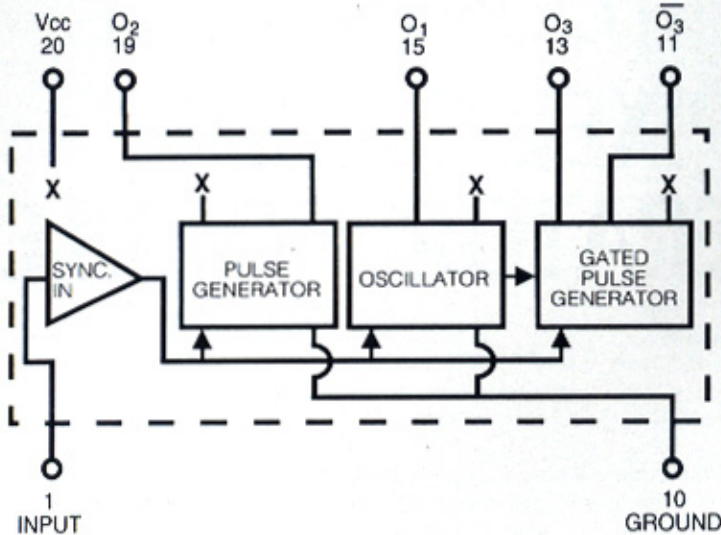 Vcc O2 O1 O3 O3
20 19 15 13 11
X
X X X
SYNC.
IN
PULSE
GENERATOR
OSCILLATOR
GATED
PULSE
GENERATOR
1
INPUT
10
GROUND